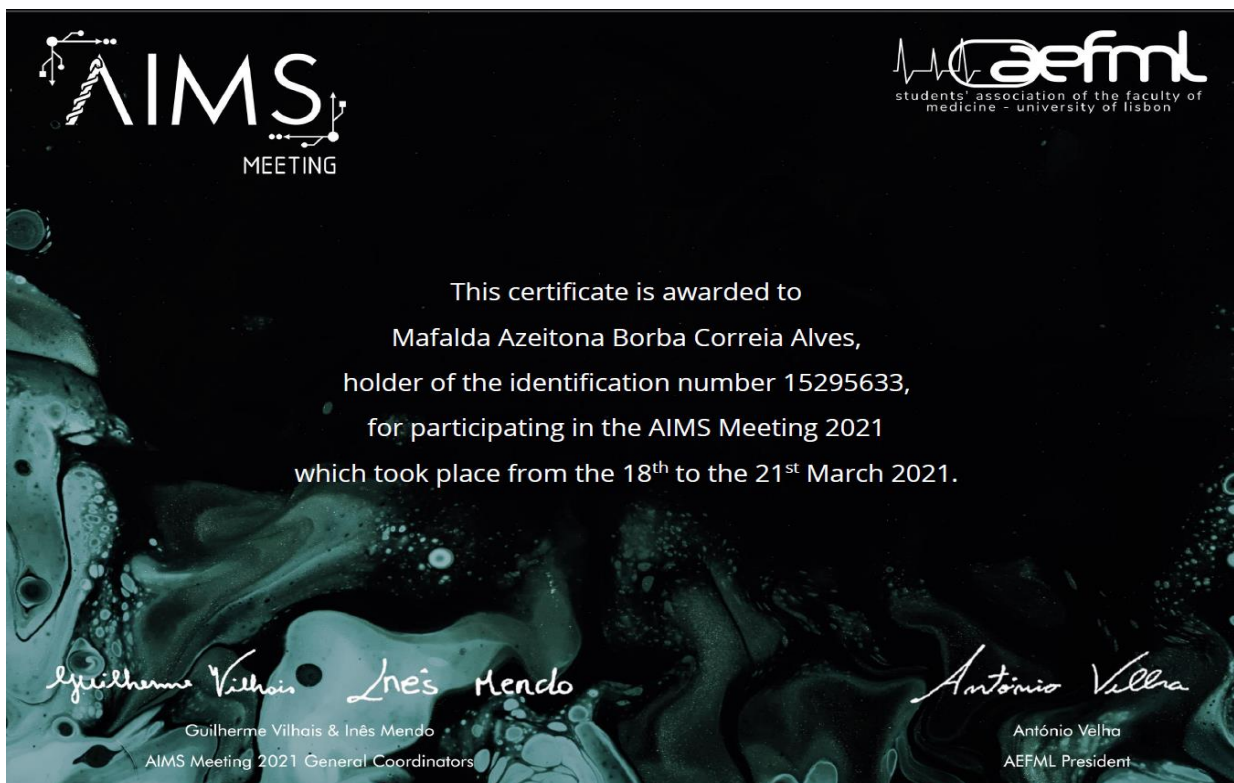 AIMS
MEETING
aefml
students' association of the faculty of
medicine - university of lisbon
This certificate is awarded to
Mafalda Azeitona Borba Correia Alves,
holder of the identification number 15295633,
for participating in the AIMS Meeting 2021
which took place from the 18th to the 21st March 2021.
Guilherme Vilhais Inês Mendo
António Velha
Guilherme Vilhais & Inês Mendo
AIMS Meeting 2021 General Coordinators
António Velha
AEFML President